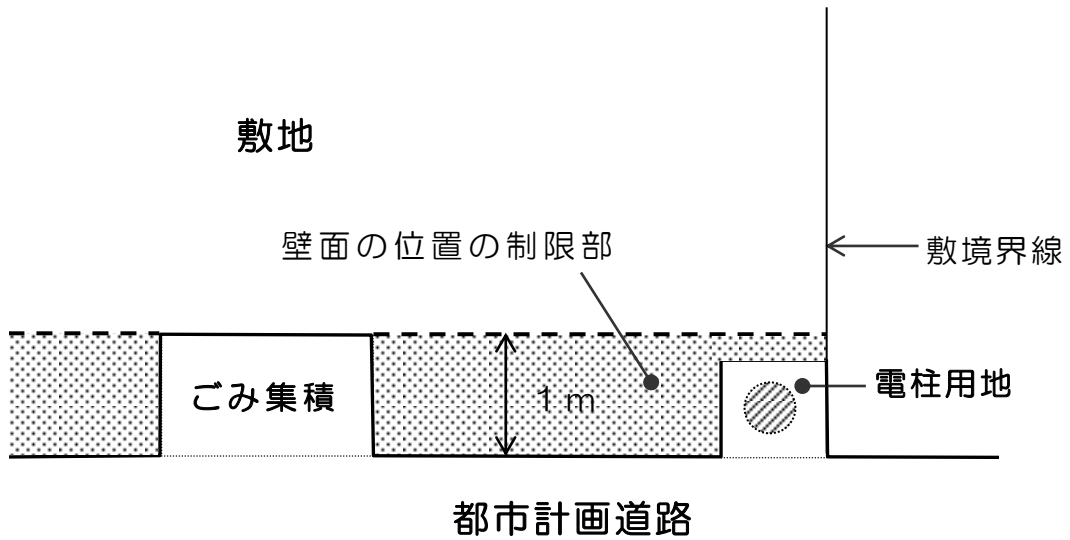 敷地
壁面の位置の制限部
敷境界線
ごみ集積
1m
電柱用地
都市計画道路